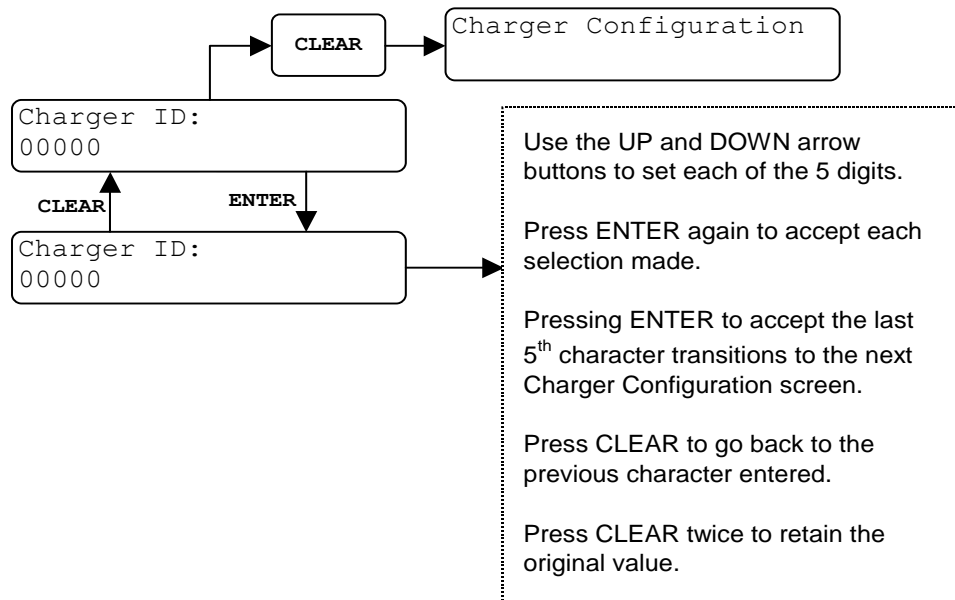 CLEAR
Charger Configuration
Charger ID:
00000
CLEAR
ENTER
Charger ID:
00000
Use the UP and DOWN arrow
buttons to set each of the 5 digits.
Press ENTER again to accept each
selection made.
Pressing ENTER to accept the last
5th character transitions to the next
Charger Configuration screen.
Press CLEAR to go back to the
previous character entered.
Press CLEAR twice to retain the
original value.